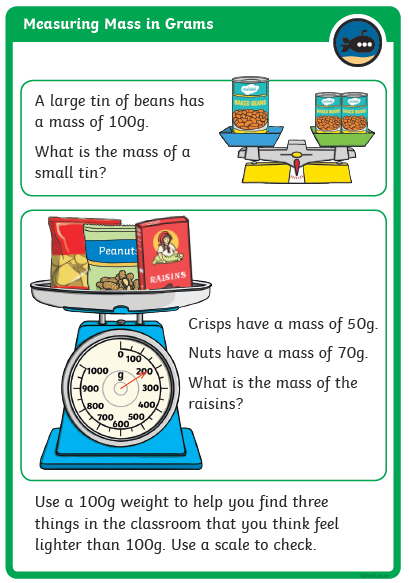 Measuring Mass in Grams
A large tin of beans has
a mass of 100g.
What is the mass of a
small tin?
BAKED BEANS
BAKED BEANS
BAKED BEANS
Peanuts
RAISINS
0
100
200
300
400
500
600
700
800
900
1000
g
Crisps have a mass of 50g.
Nuts have a mass of 70g.
What is the mass of the
raisins?
Use a 100g weight to help you find three
things in the classroom that you think feel
lighter than 100g. Use a scale to check.